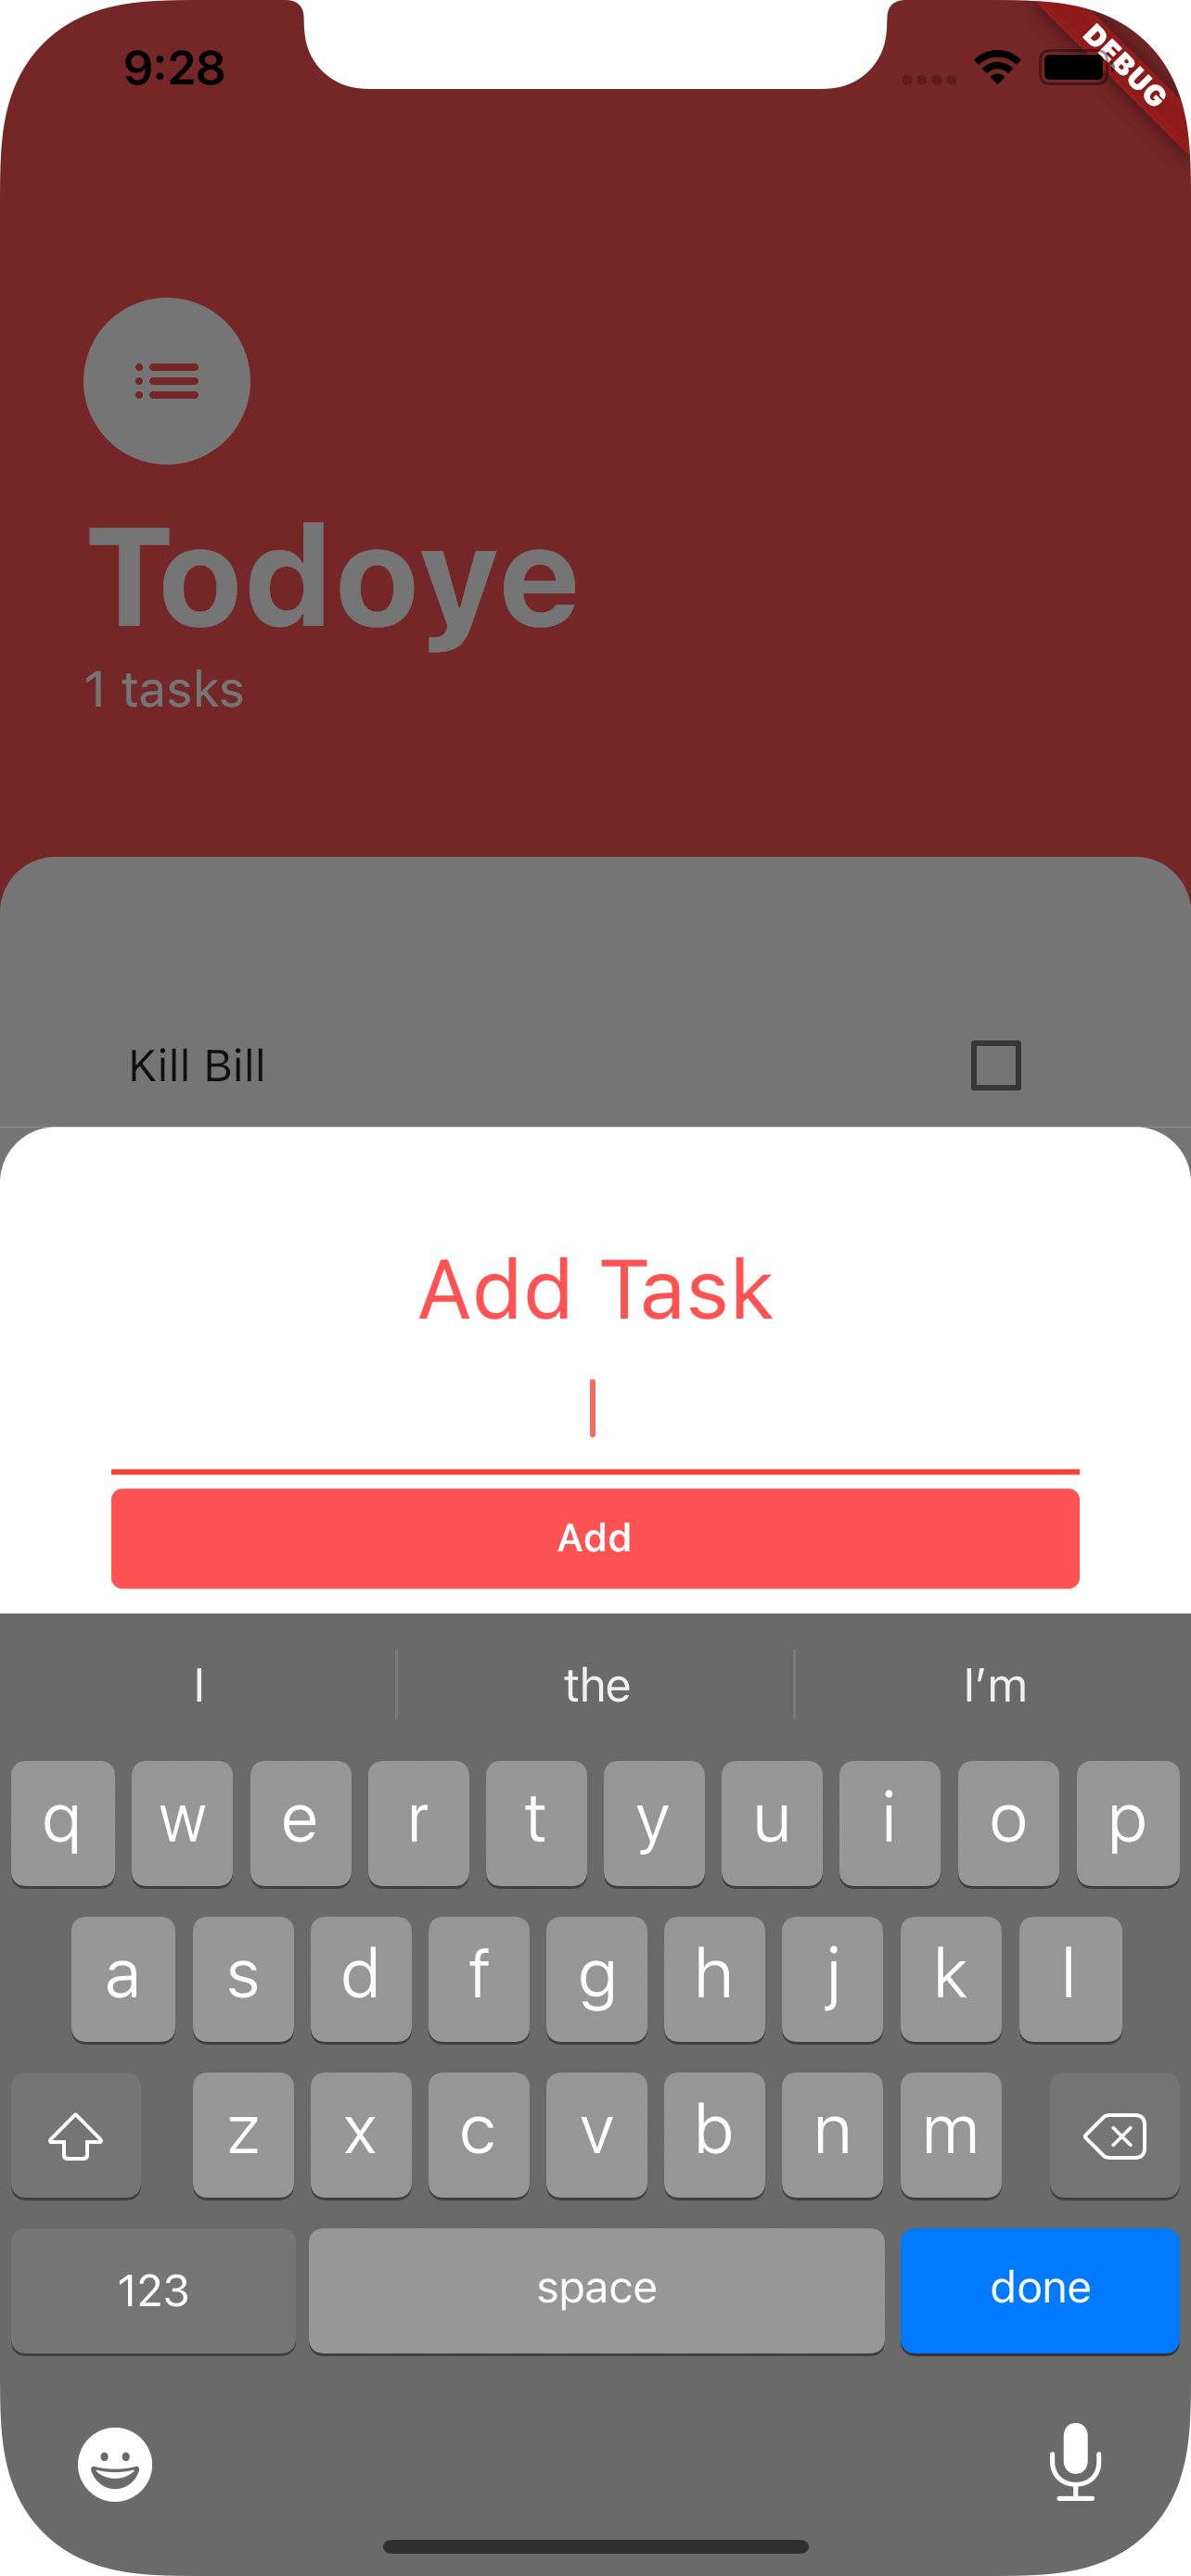 9:28
DEBUG
Todoye
1 tasks
Kill Bill
Add Task
Add
I the I’m
q w e r t y u i o p
a s d f g h j k l
z x c v b n m
123 space done